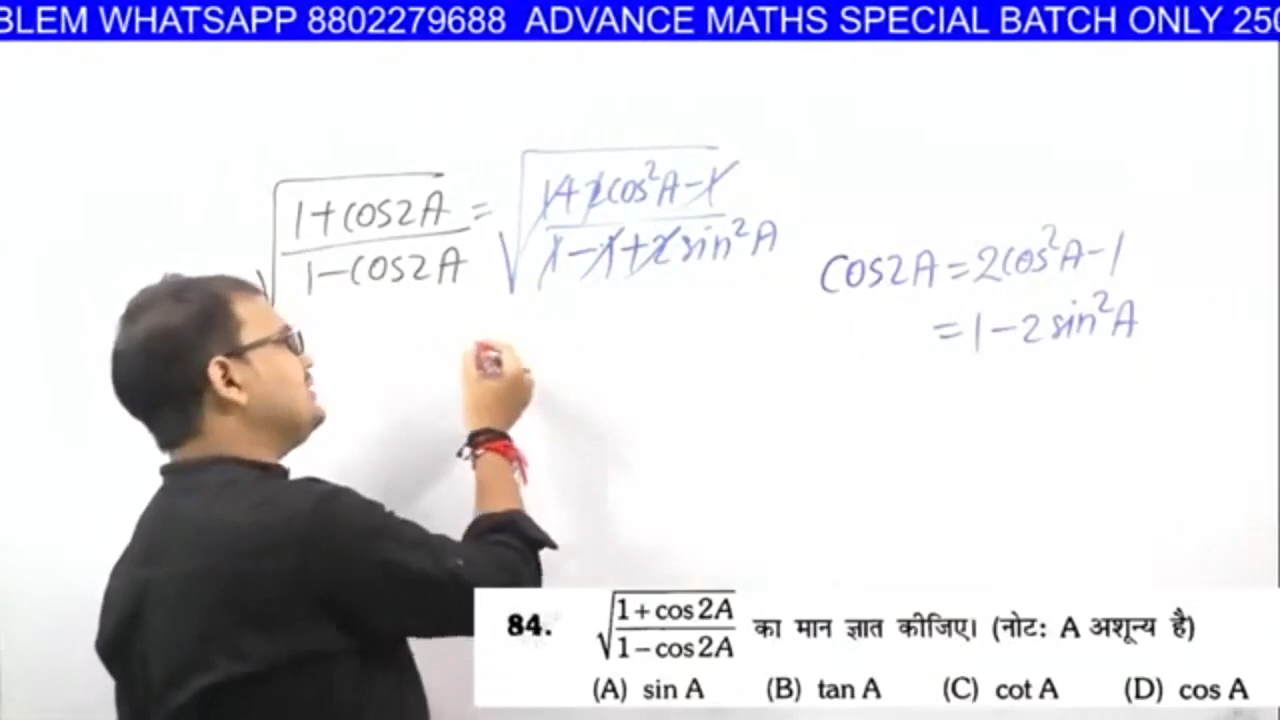 BLEM WHATSAPP 8802279688 ADVANCE MATHS SPECIAL BATCH ONLY 250
√(1+cos2A / 1-cos2A) = √(1+2cos²A-1 / 1-1+2sin²A)
cos2A = 2cos²A-1
= 1-2sin²A
84. √(1+cos2A / 1-cos2A) का मान ज्ञात कीजिए। (नोट: A अशून्य है)
(A) sin A (B) tan A (C) cot A (D) cos A